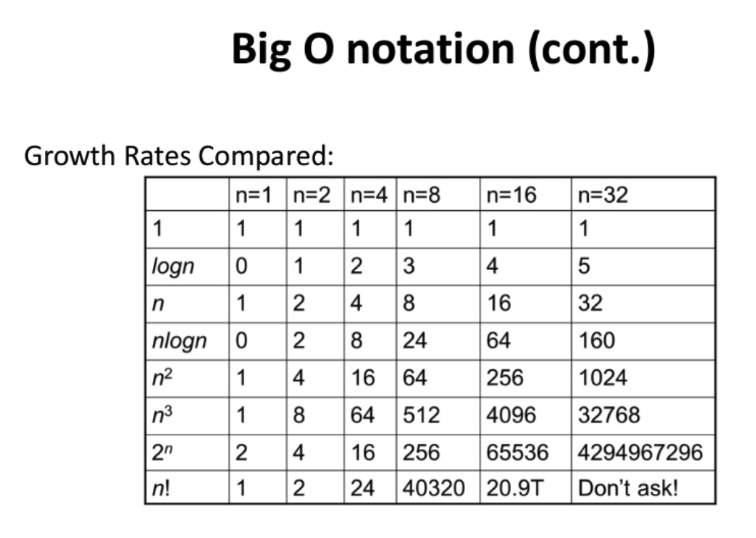 Big O notation (cont.)
Growth Rates Compared:
n=1 n=2 n=4 n=8 n=16 n=32
1 1 1 1 1 1 1
logn 0 1 2 3 4 5
n 1 2 4 8 16 32
nlogn 0 2 8 24 64 160
n² 1 4 16 64 256 1024
n³ 1 8 64 512 4096 32768
2ⁿ 2 4 16 256 65536 4294967296
n! 1 2 24 40320 20.9T Don't ask!